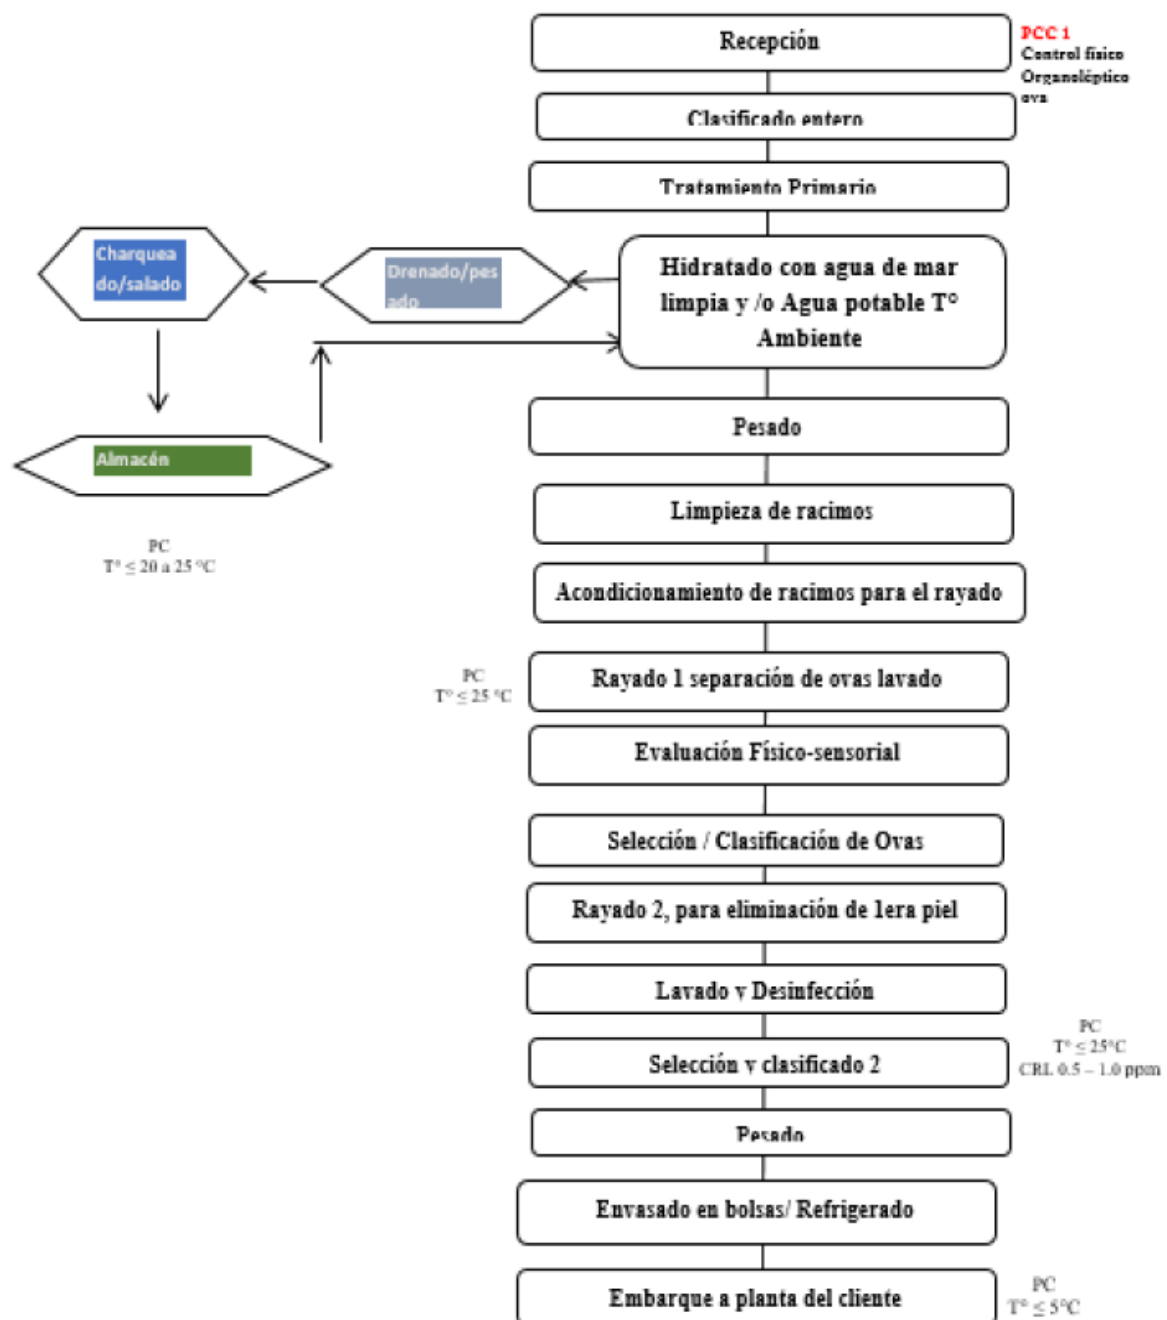 Recepción
PCC 1
Control físico
Organoléptico
ova
Clasificado entero
Tratamiento Primario
Charquea
do/salado
Drenado/pes
ado
Hidratado con agua de mar
limpia y /o Agua potable T°
Ambiente
Almacén
PC
T° ≤ 20 a 25 °C
Pesado
Limpieza de racimos
Acondicionamiento de racimos para el rayado
PC
T° ≤ 25 °C
Rayado 1 separación de ovas lavado
Evaluación Físico-sensorial
Selección / Clasificación de Ovas
Rayado 2, para eliminación de 1era piel
Lavado y Desinfección
Selección y clasificado 2
PC
T° ≤ 25°C
CRL 0.5 – 1.0 ppm
Pesado
Envasado en bolsas/ Refrigerado
Embarque a planta del cliente
PC
T° ≤ 5°C